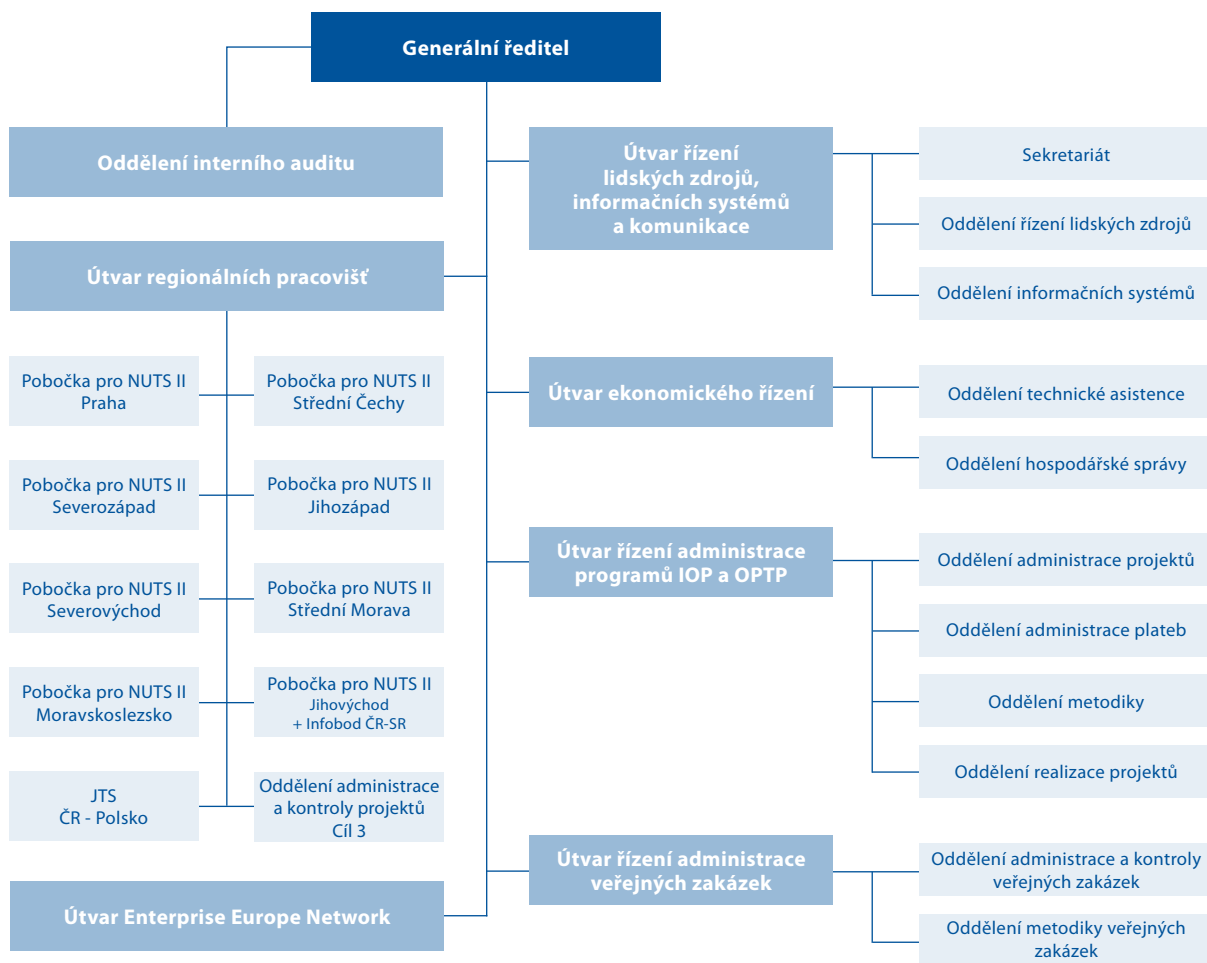 Generální ředitel
Oddělení interního auditu
Útvar regionálních pracovišť
Pobočka pro NUTS II
Praha
Pobočka pro NUTS II
Střední Čechy
Pobočka pro NUTS II
Severozápad
Pobočka pro NUTS II
Jihozápad
Pobočka pro NUTS II
Severovýchod
Pobočka pro NUTS II
Střední Morava
Pobočka pro NUTS II
Moravskoslezsko
Pobočka pro NUTS II
Jihovýchod
+ Infobod ČR-SR
JTS
ČR - Polsko
Oddělení administrace
a kontroly projektů
Cíl 3
Útvar Enterprise Europe Network
Útvar řízení
lidských zdrojů,
informačních systémů
a komunikace
Sekretariát
Oddělení řízení lidských zdrojů
Oddělení informačních systémů
Útvar ekonomického řízení
Oddělení technické asistence
Oddělení hospodářské správy
Útvar řízení administrace
programů IOP a OPTP
Oddělení administrace projektů
Oddělení administrace plateb
Oddělení metodiky
Oddělení realizace projektů
Útvar řízení administrace
veřejných zakázek
Oddělení administrace a kontroly
veřejných zakázek
Oddělení metodiky veřejných
zakázek